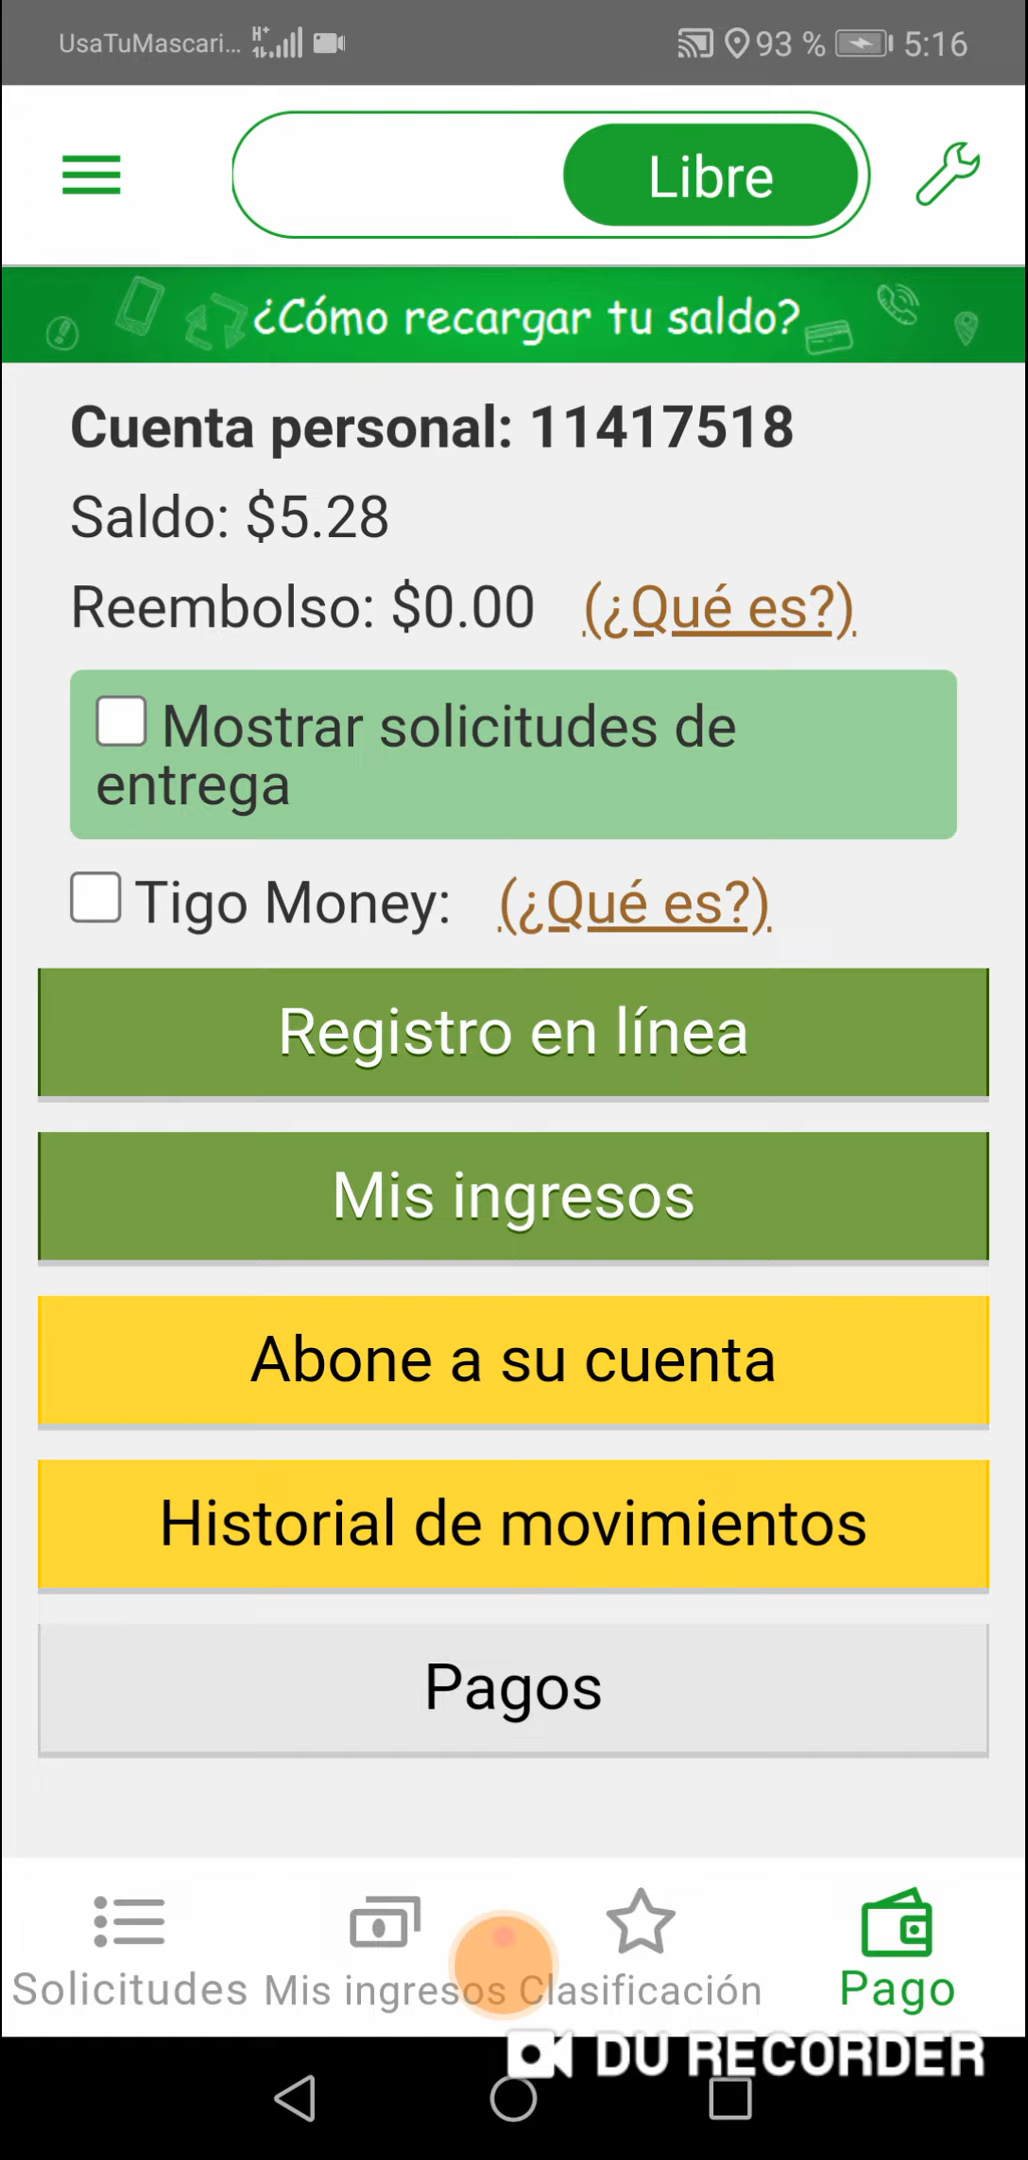 UsaTuMascari... H+ 93 % 5:16
Libre
¿Cómo recargar tu saldo?
Cuenta personal: 11417518
Saldo: $5.28
Reembolso: $0.00 (¿Qué es?)
Mostrar solicitudes de
entrega
Tigo Money: (¿Qué es?)
Registro en línea
Mis ingresos
Abone a su cuenta
Historial de movimientos
Pagos
Solicitudes Mis ingresos Clasificación Pago
DU RECORDER